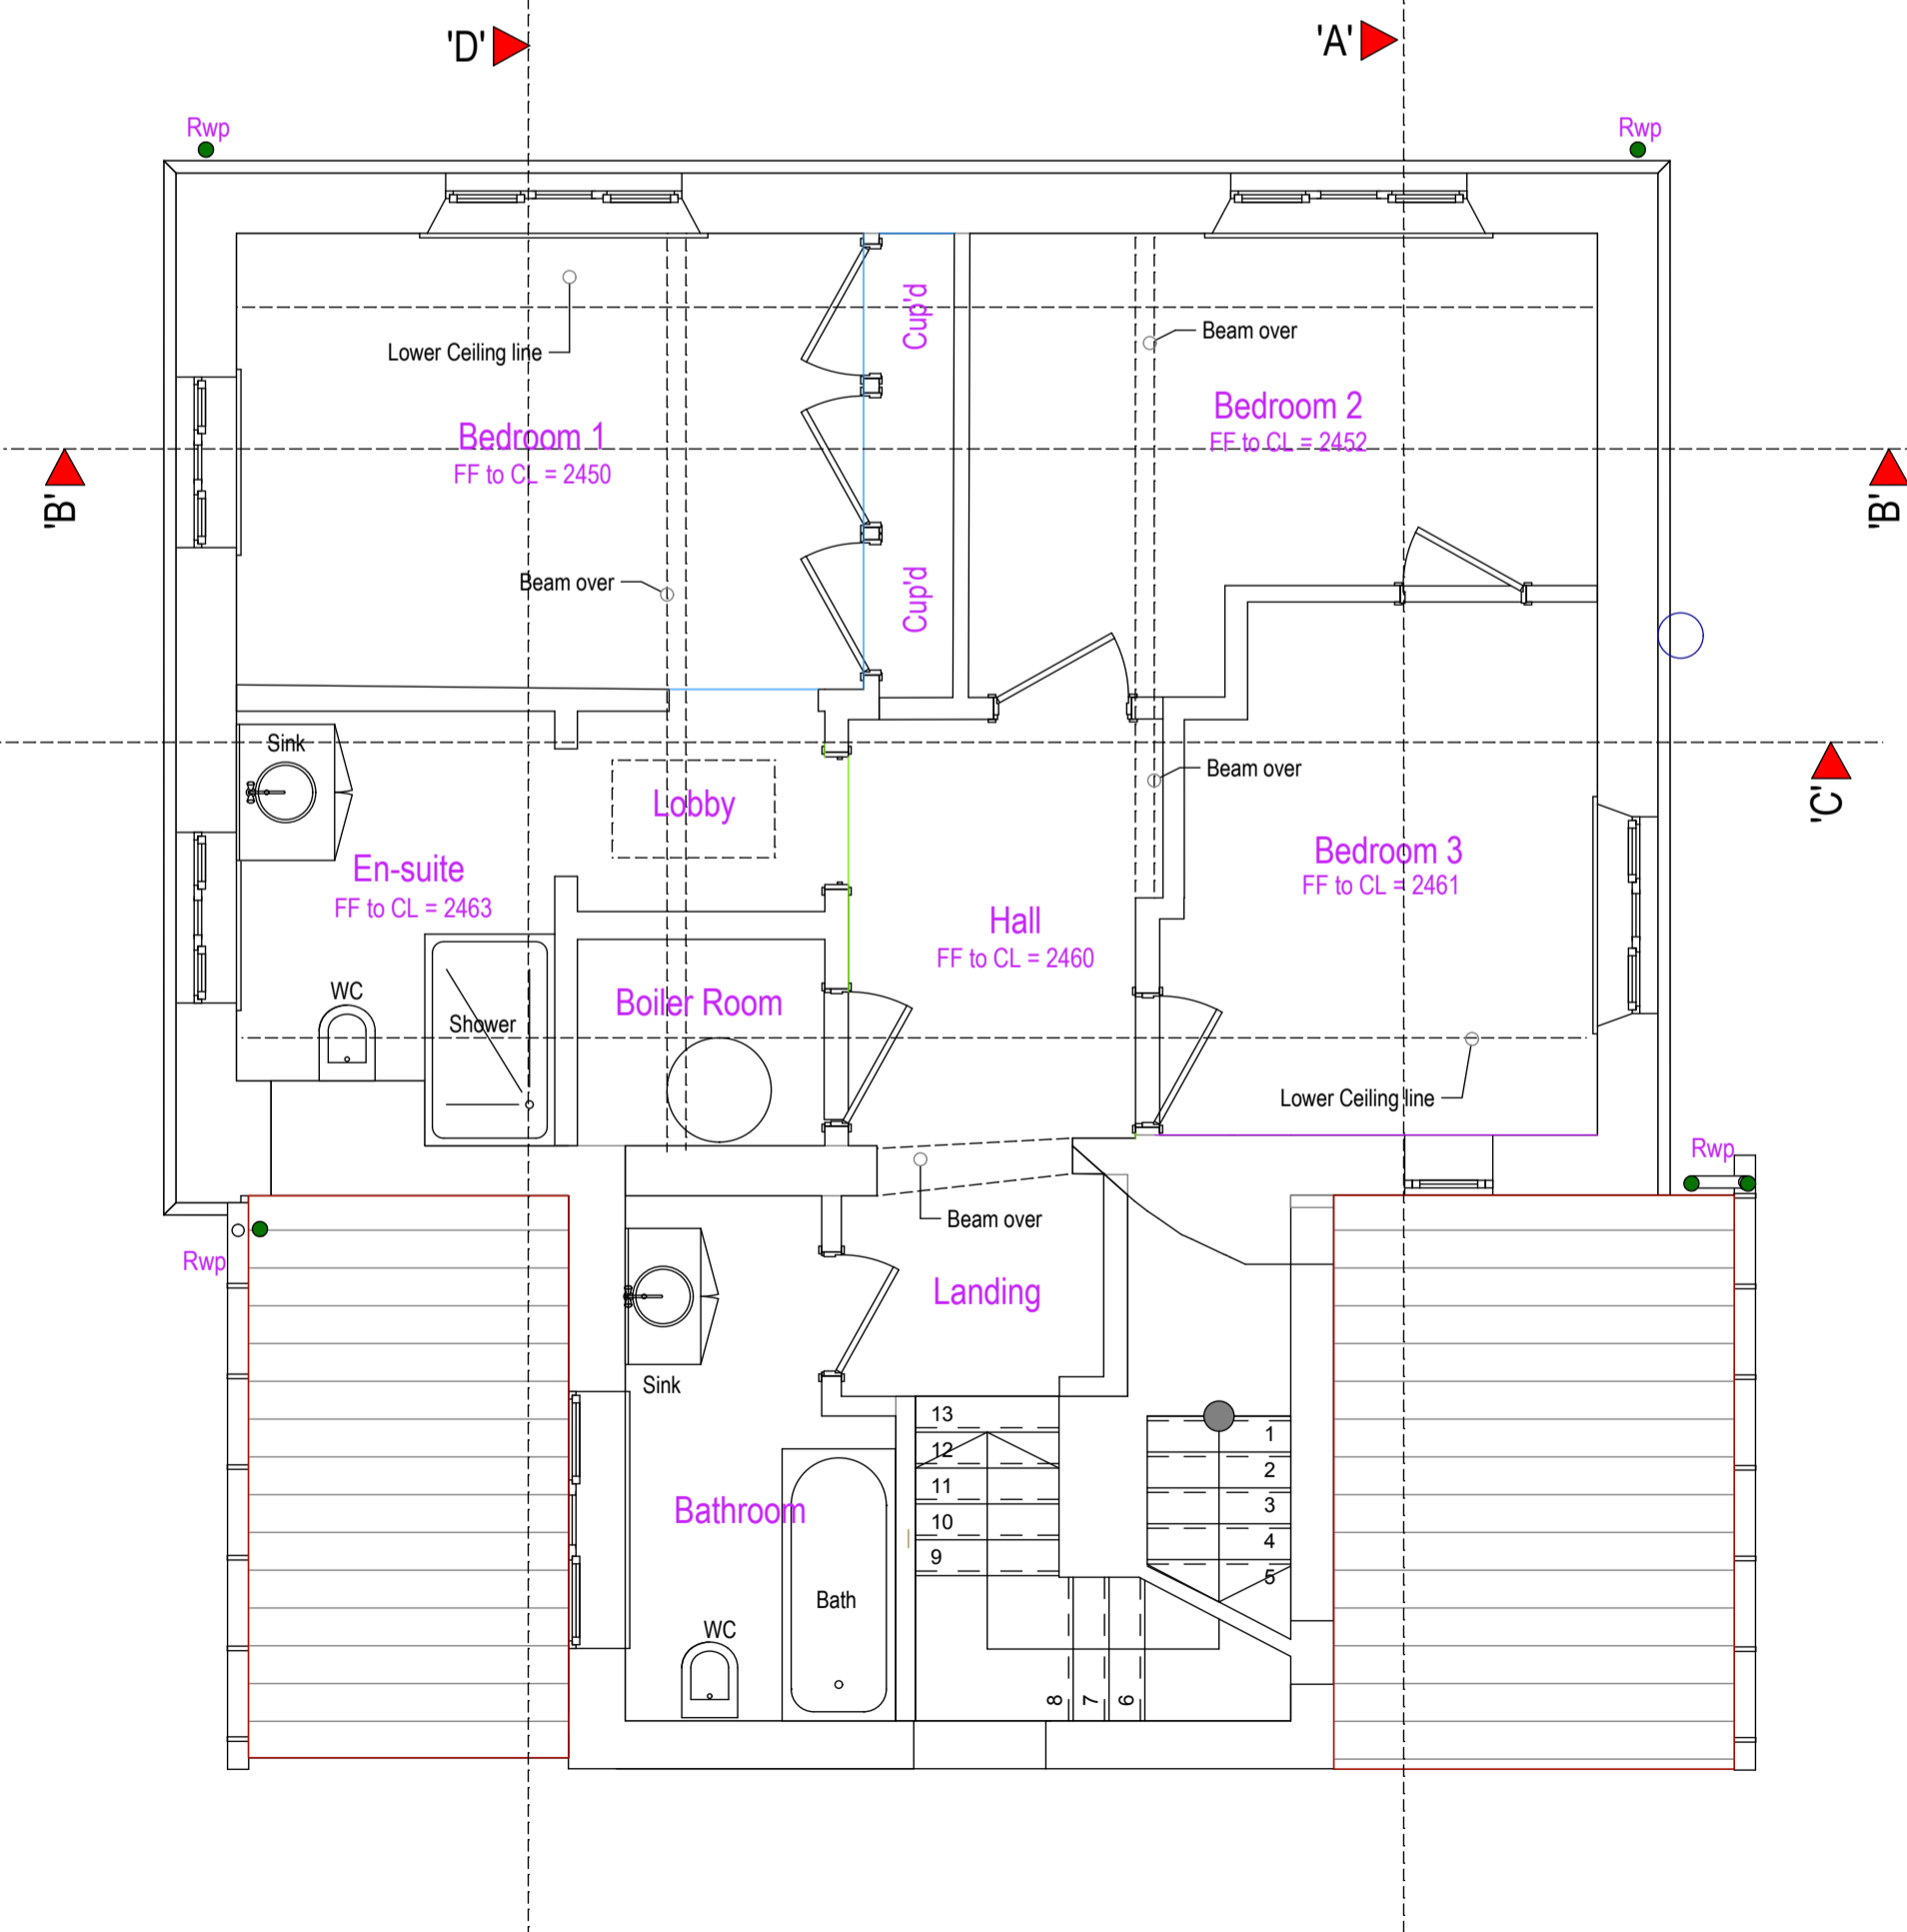 'D'
'A'
Rwp
Rwp
Cup'd
Beam over
Lower Ceiling line
Bedroom 1
FF to CL = 2450
Bedroom 2
FF to CL = 2452
'B'
'B'
Beam over
Cup'd
Sink
Lobby
Beam over
'C'
En-suite
FF to CL = 2463
Bedroom 3
FF to CL = 2461
Hall
FF to CL = 2460
WC
Shower
Boiler Room
Lower Ceiling line
Rwp
Beam over
Rwp
Landing
Sink
13
12
11
10
9
1
2
3
4
5
Bathroom
Bath
WC
8
7
6